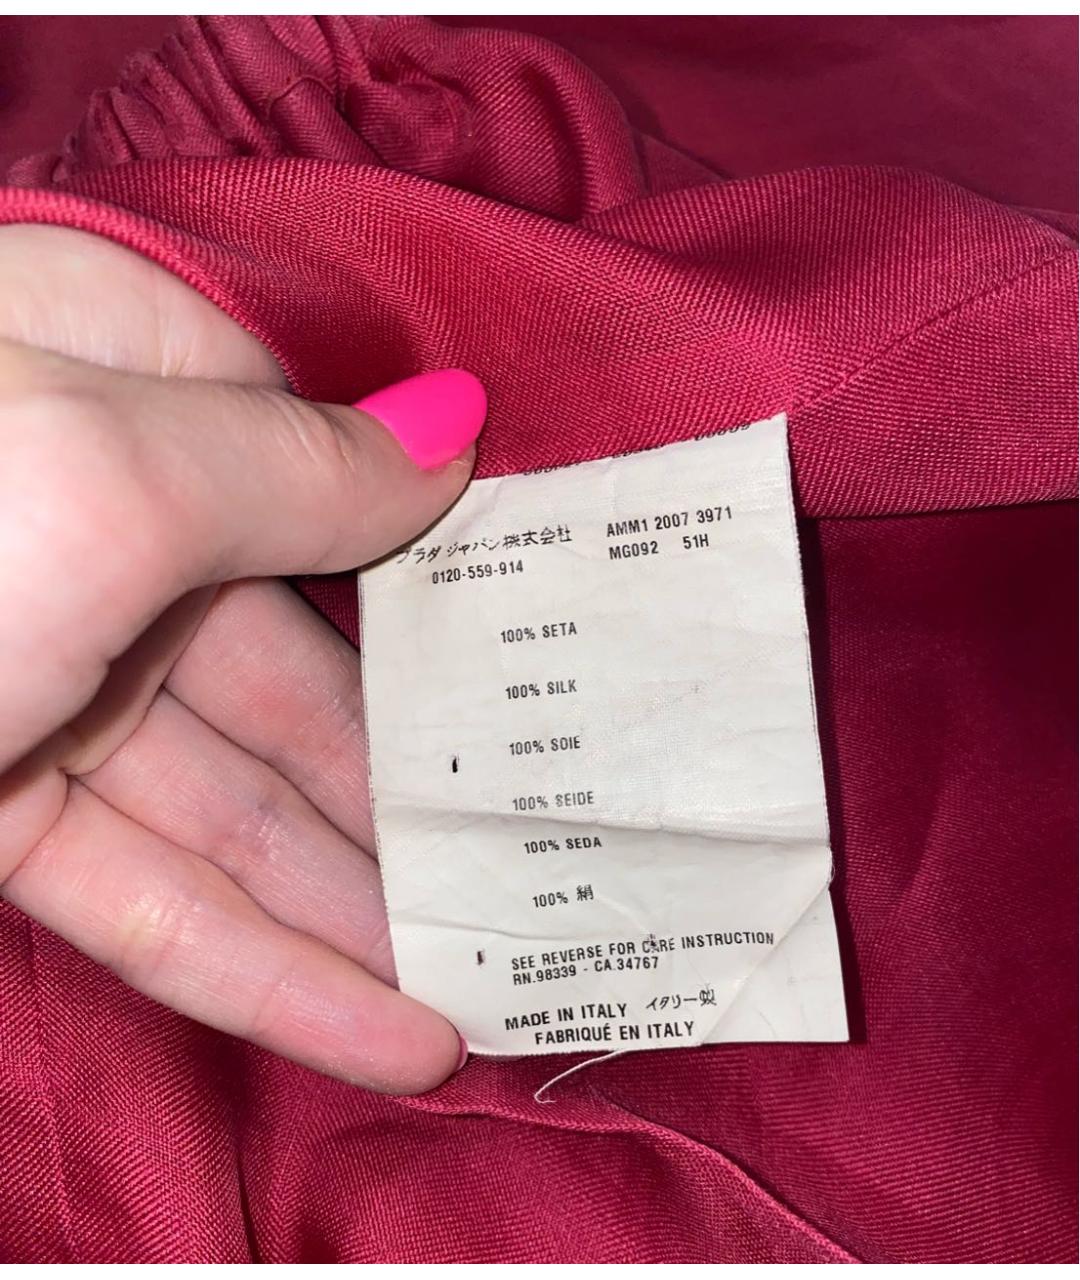 プラダ ジャパン株式会社
0120-559-914
AMM1 2007 3971
MG092 51H
100% SETA
100% SILK
100% SOIE
100% SEIDE
100% SEDA
100% 絹
SEE REVERSE FOR CARE INSTRUCTION
RN.98339 - CA.34767
MADE IN ITALY イタリー製
FABRIQUÉ EN ITALY